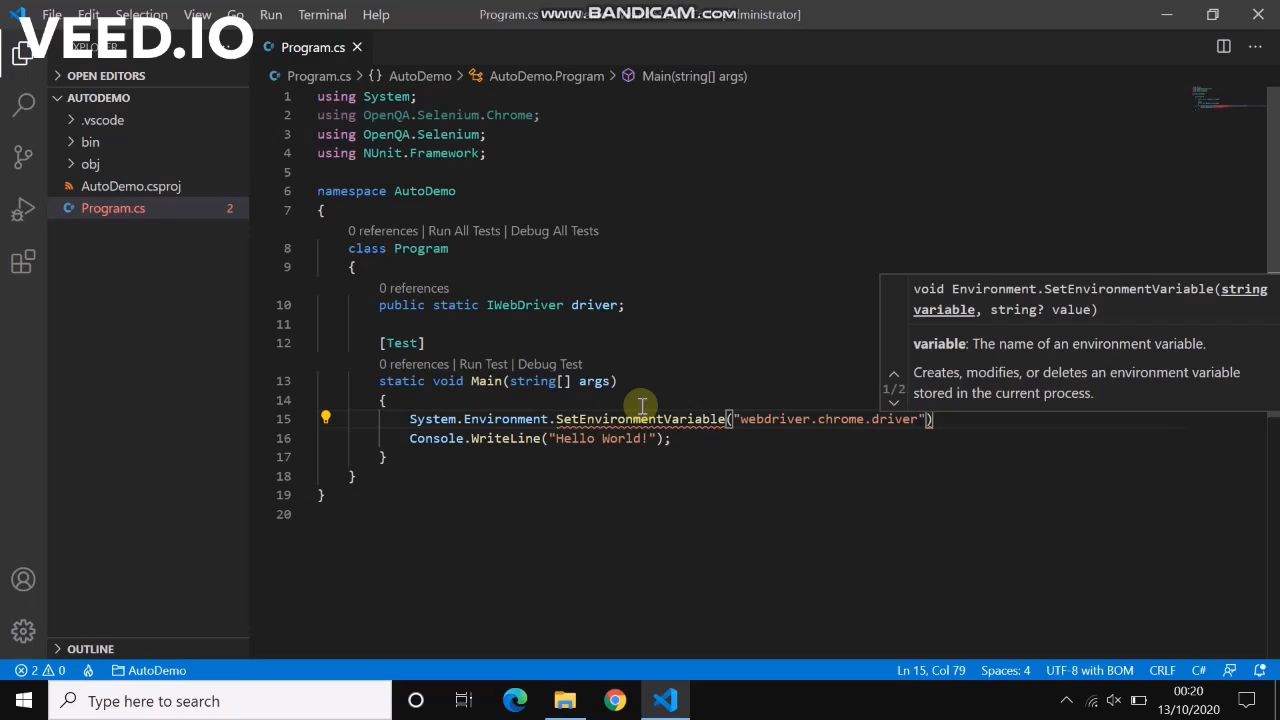 File Edit Selection View Go Run Terminal Help Program.cs
www.BANDICAM.com
dministrator]
VEED.IO
Program.cs
OPEN EDITORS
Program.cs > {} AutoDemo > AutoDemo.Program > Main(string[] args)
AUTODEMO
.vscode
bin
obj
AutoDemo.csproj
Program.cs 2
1 using System;
2 using OpenQA.Selenium.Chrome;
3 using OpenQA.Selenium;
4 using NUnit.Framework;
5
6 namespace AutoDemo
7 {
0 references | Run All Tests | Debug All Tests
8 class Program
9 {
0 references
10 public static IWebDriver driver;
11
12 [Test]
0 references | Run Test | Debug Test
13 static void Main(string[] args)
14 {
15 System.Environment.SetEnvironmentVariable("webdriver.chrome.driver")
16 Console.WriteLine("Hello World!");
17 }
18 }
19 }
20
void Environment.SetEnvironmentVariable(string
variable, string? value)
variable: The name of an environment variable.
1/2
Creates, modifies, or deletes an environment variable
stored in the current process.
OUTLINE
2 0 AutoDemo Ln 15, Col 79 Spaces: 4 UTF-8 with BOM CRLF C#
Type here to search
00:20
13/10/2020